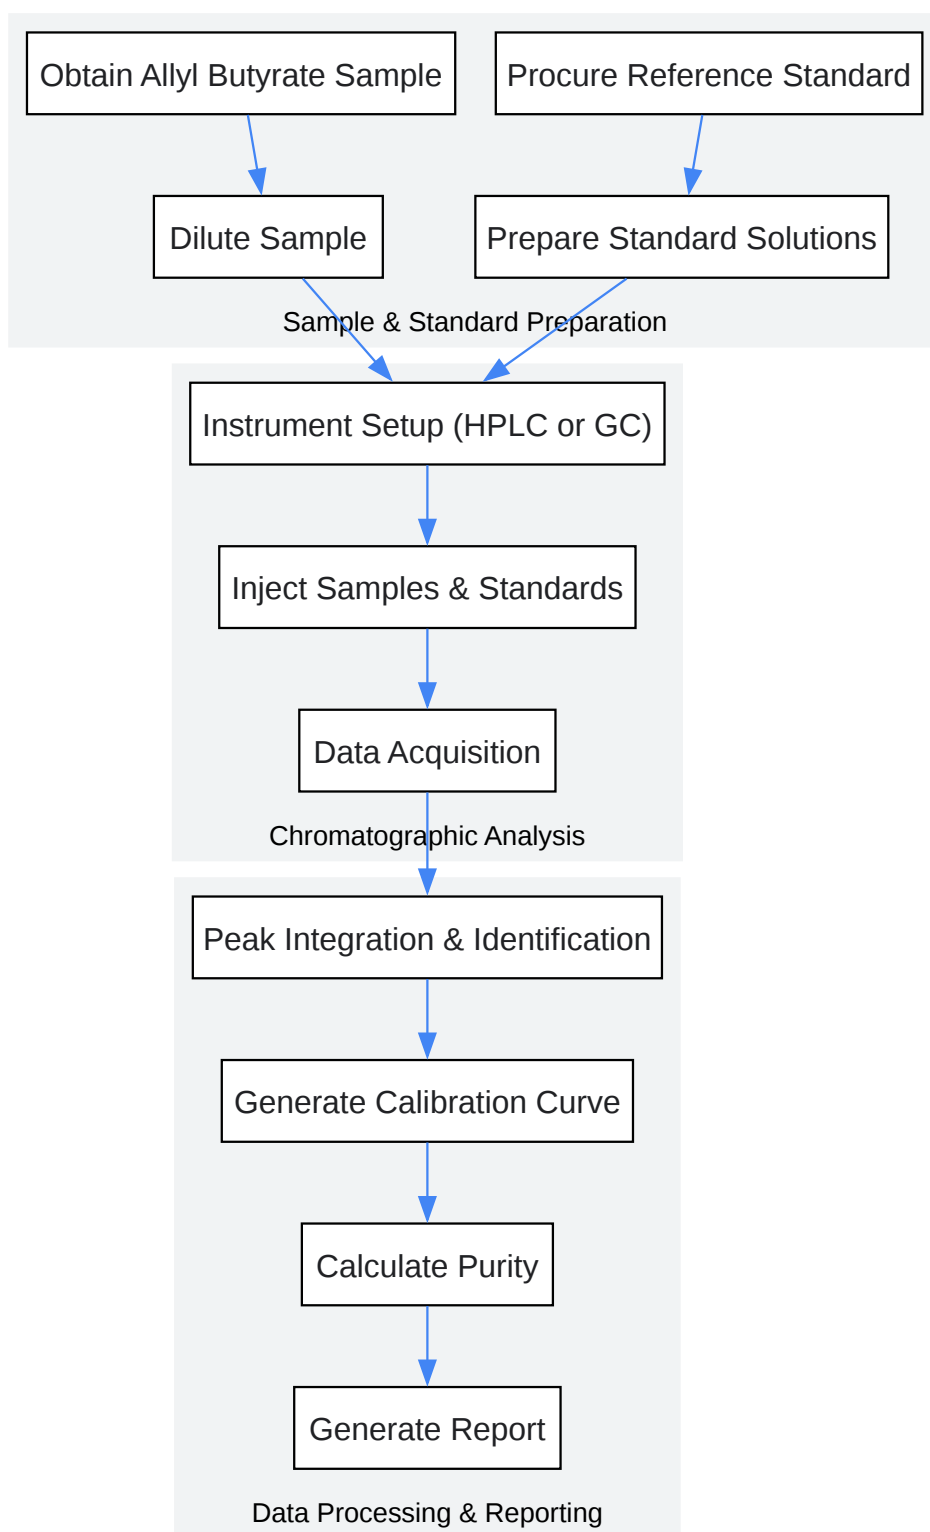 Obtain Allyl Butyrate Sample
Procure Reference Standard
Dilute Sample
Prepare Standard Solutions
Sample & Standard Preparation
Instrument Setup (HPLC or GC)
Inject Samples & Standards
Data Acquisition
Chromatographic Analysis
Peak Integration & Identification
Generate Calibration Curve
Calculate Purity
Generate Report
Data Processing & Reporting